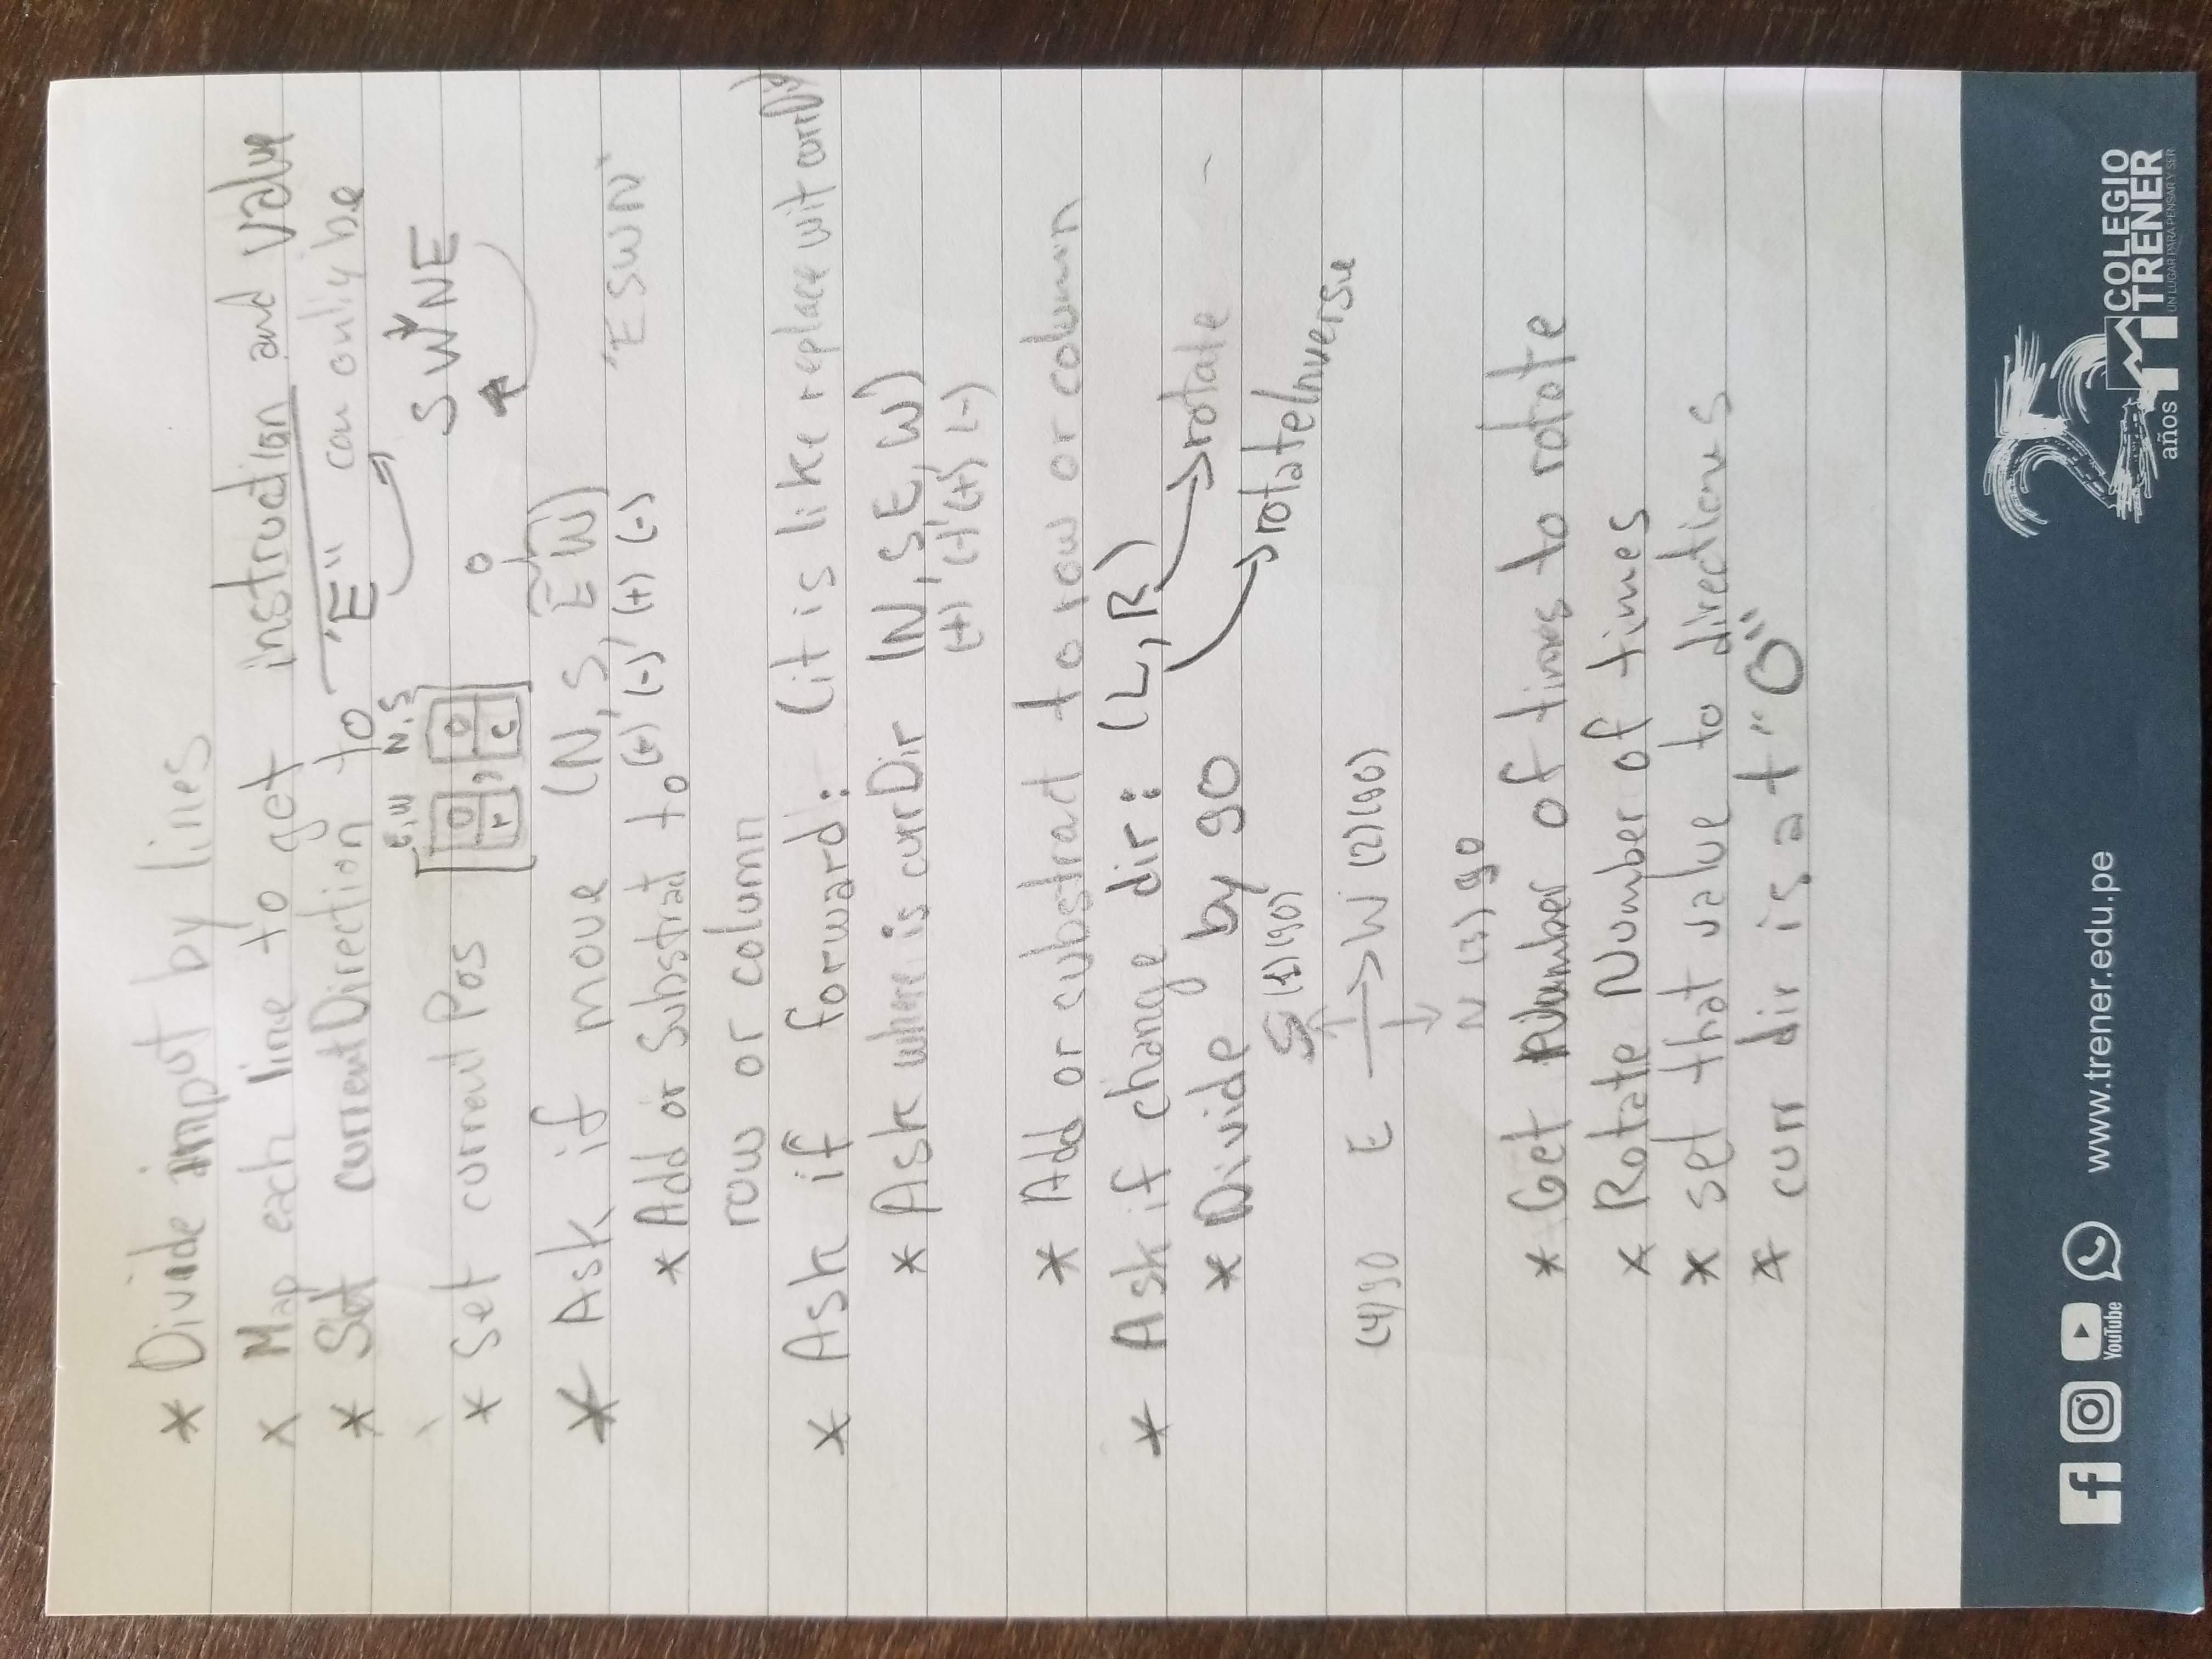 * Divide input by lines
* Map each line to get instruction and value
* Set currentDirection to "E" can only be
E,W N,S
SWNE
* Set current Pos [0, 0]
r c
0
* Ask if move (N, S, E W)
(+) (-) (+) (-)
"ESWN"
* Add or Substrat to
row or column
* Ask if forward: (it is like replace wit currDir)
* Ask where is currDir (N, S, E, W)
(+) (-) (+) (-)
* Add or substract to row or column
* Ask if change dir: (L, R)
rotate
* Divide by 90
rotateInverse
S (1)(90)
(4)90 E W (2)(90)
N (3) 90
* Get Number of times to rotate
* Rotate Number of times
* set that value to directions
* curr dir is at "0"
YouTube
www.trener.edu.pe
25
años
COLEGIO
TRENER
UN LUGAR PARA PENSAR Y SER